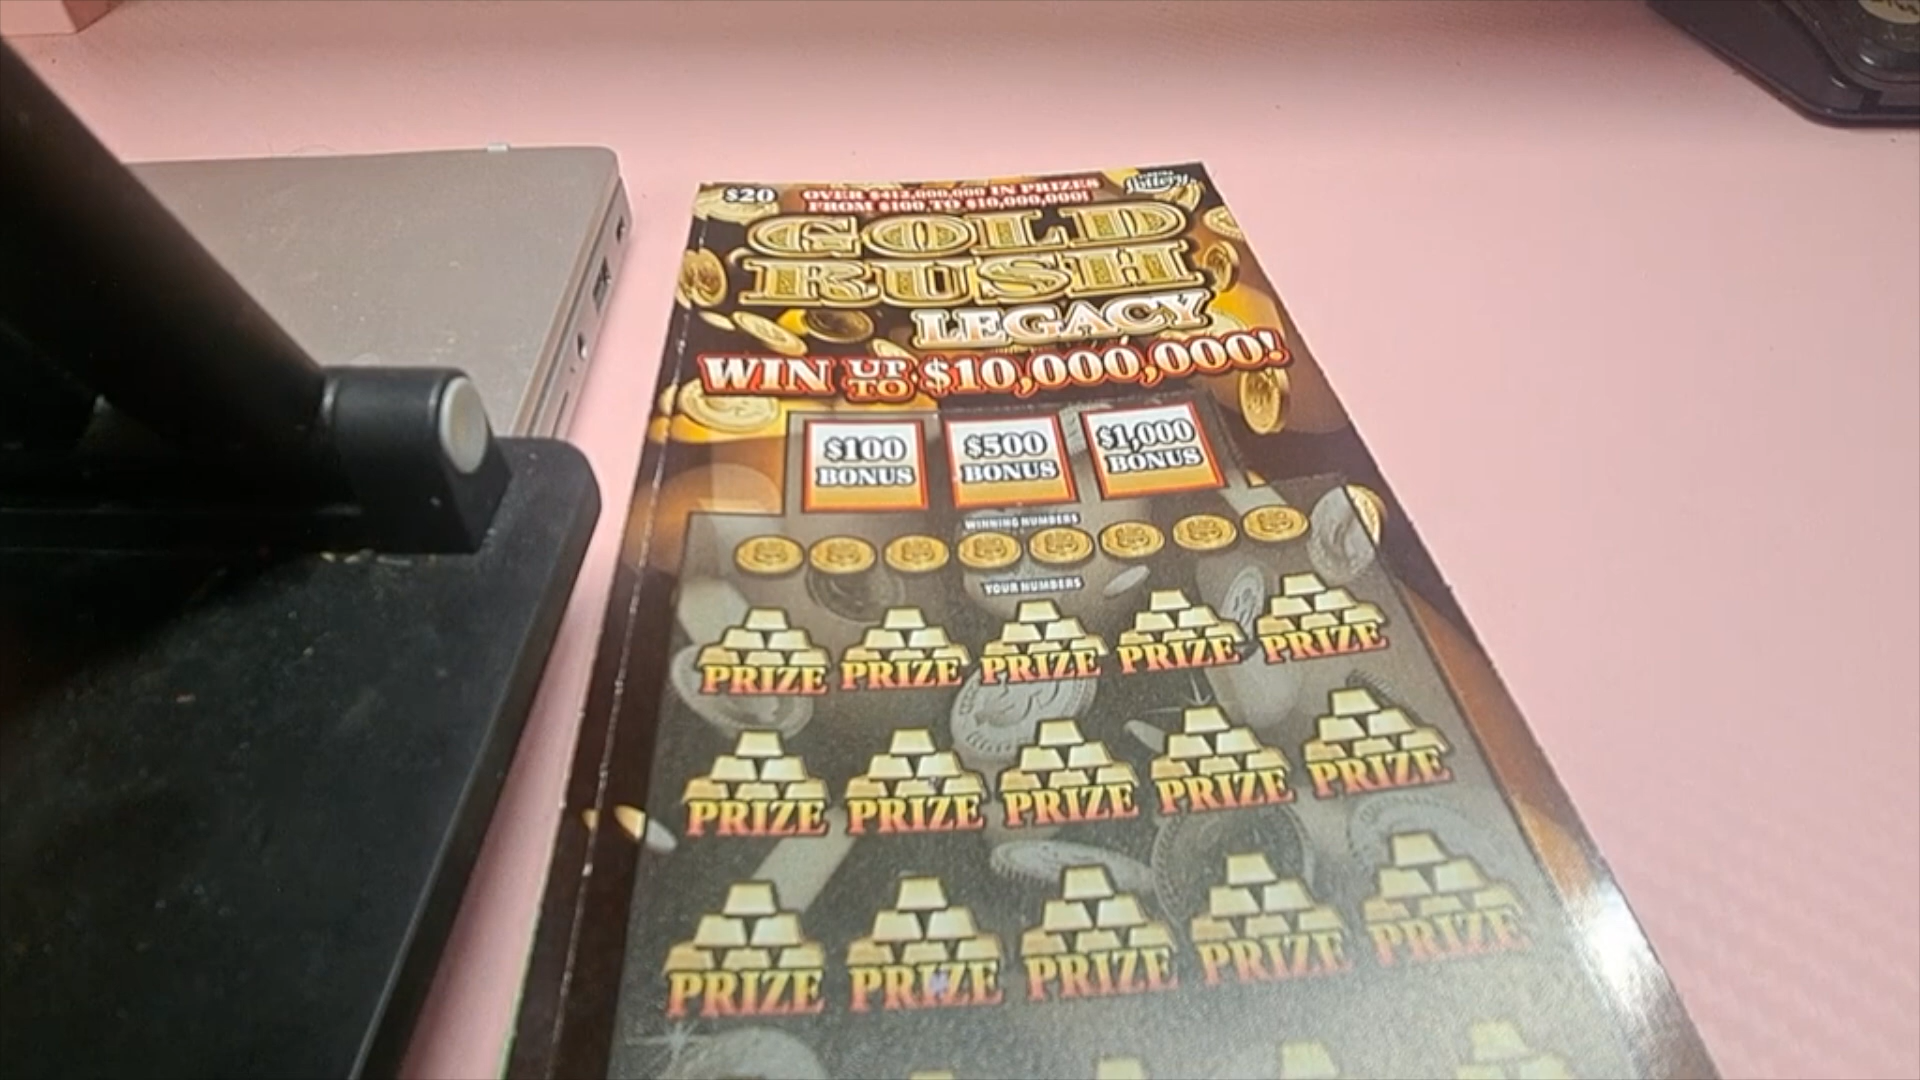 $20
OVER $412,000,000 IN PRIZES
FROM $100 TO $10,000,000!
Lottery
GOLD
RUSH
LEGACY
WIN UP TO $10,000,000!
$100 BONUS
$500 BONUS
$1,000 BONUS
WINNING NUMBERS
YOUR NUMBERS
PRIZE PRIZE PRIZE PRIZE PRIZE
PRIZE PRIZE PRIZE PRIZE PRIZE
PRIZE PRIZE PRIZE PRIZE PRIZE